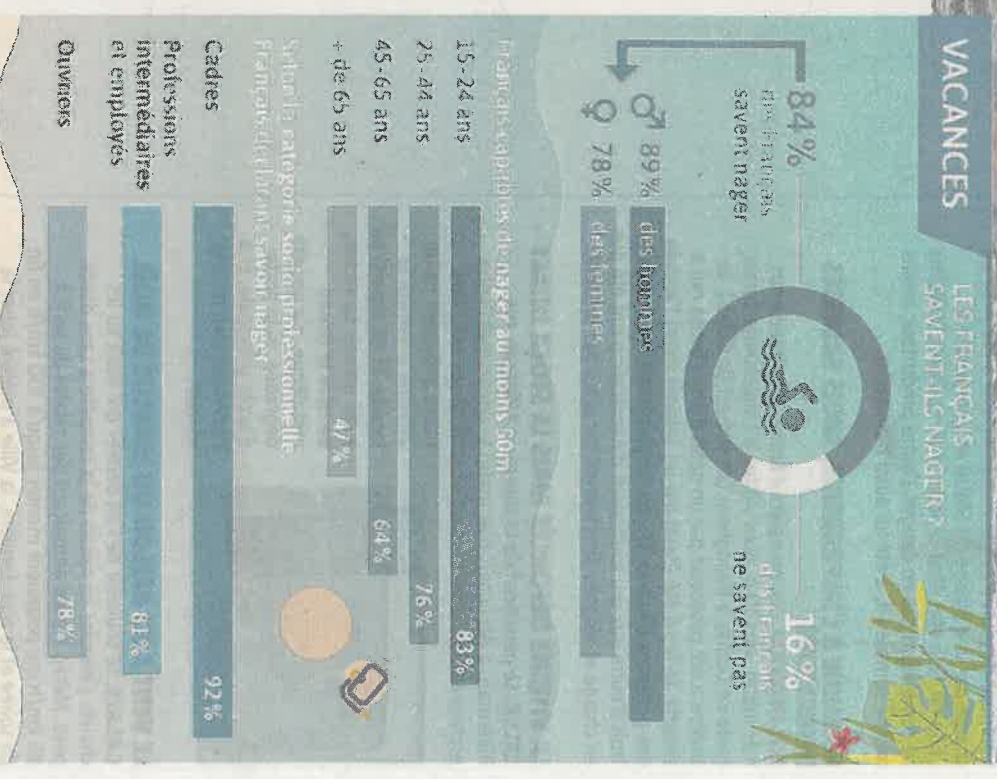 VACANCES
LES FRANÇAIS
SAVENT-ILS NAGER ?
84%
des Français
savent nager
16%
des Français
ne savent pas
♂ 89% des hommes
♀ 78% des femmes
Français capables de nager au moins 50m
15-24 ans 83%
25-44 ans 76%
45-65 ans 64%
+ de 65 ans 47%
Selon la catégorie socio professionnelle
Français déclarant savoir nager
Cadres 92%
Professions
intermédiaires
et employés 81%
Ouvriers 78%